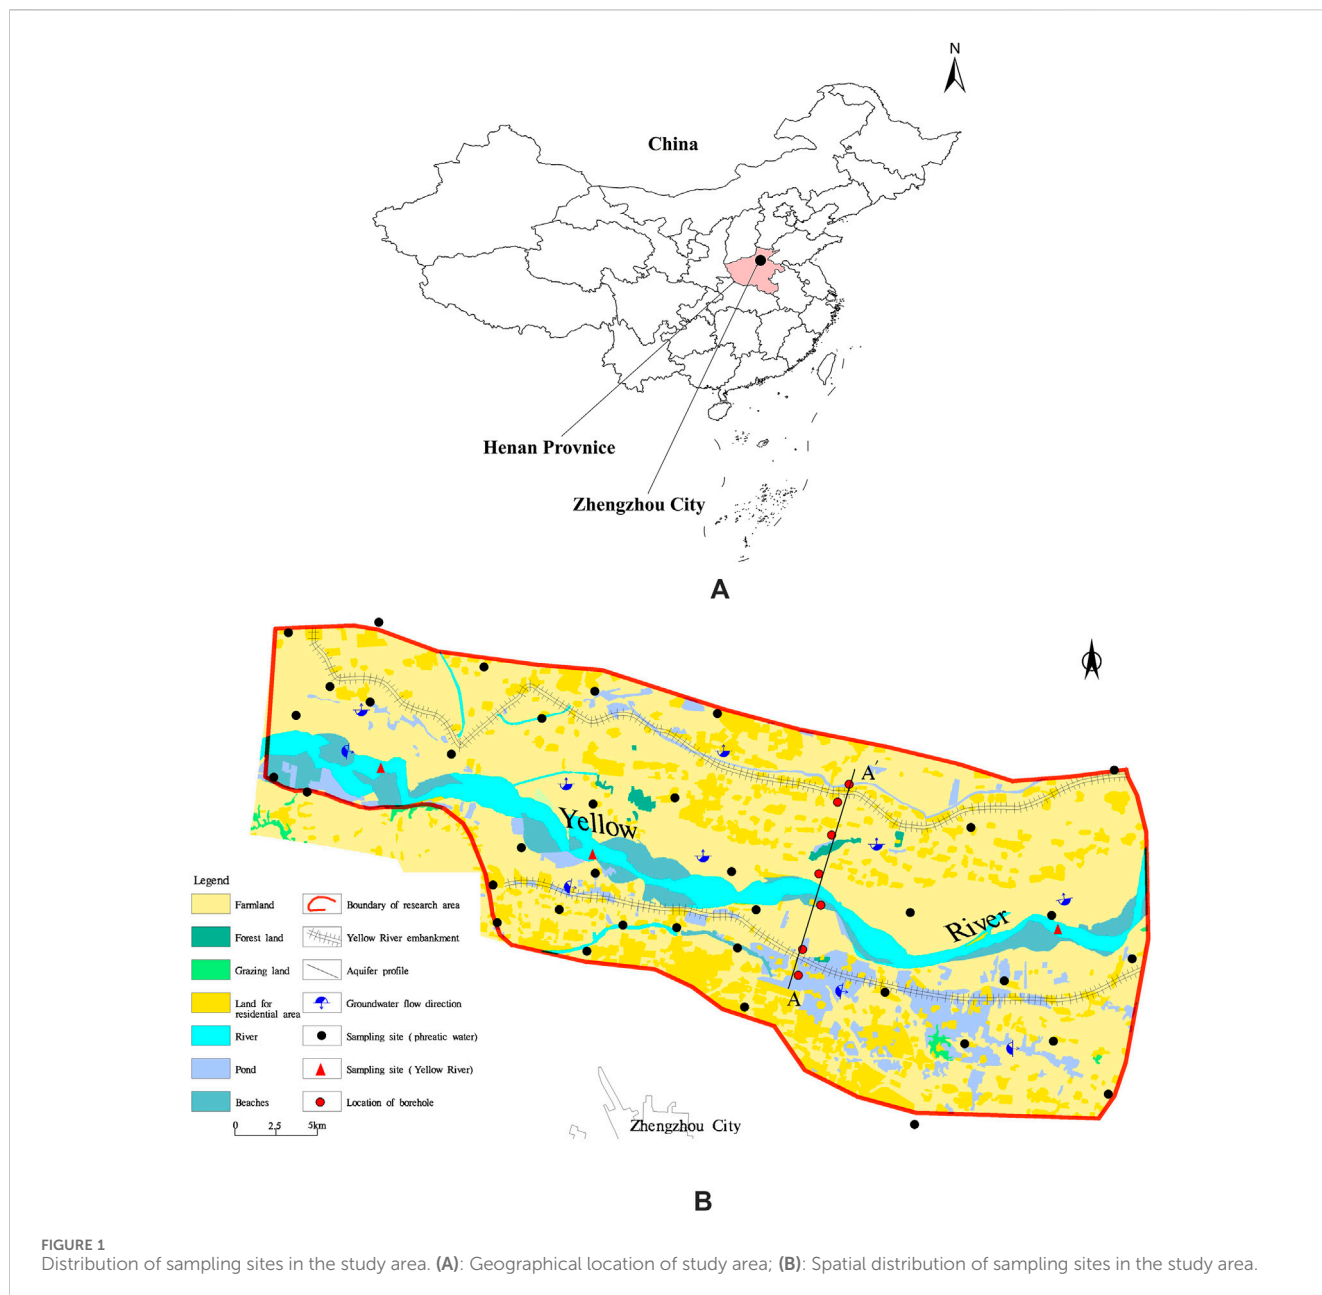 N
China
Henan Provnice
Zhengzhou City
A
A'
Yellow
River
A
Legend
Farmland
Boundary of research area
Forest land
Yellow River embankment
Grazing land
Aquifer profile
Land for
residential area
Groundwater flow direction
River
Sampling site (phreatic water)
Pond
Sampling site (Yellow River)
Beaches
Location of borehole
0 2.5 5km
Zhengzhou City
B
FIGURE 1
Distribution of sampling sites in the study area. (A): Geographical location of study area; (B): Spatial distribution of sampling sites in the study area.